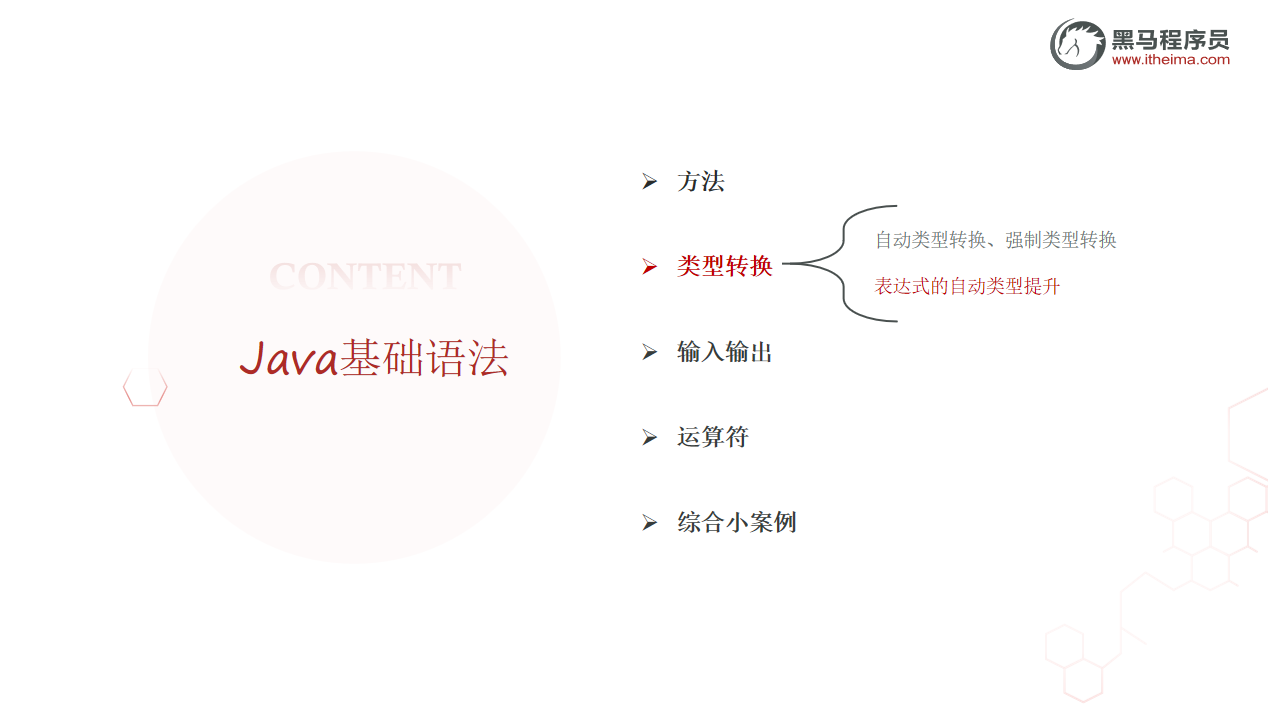 黑马程序员
www.itheima.com
CONTENT
Java基础语法
方法
类型转换
自动类型转换、强制类型转换
表达式的自动类型提升
输入输出
运算符
综合小案例